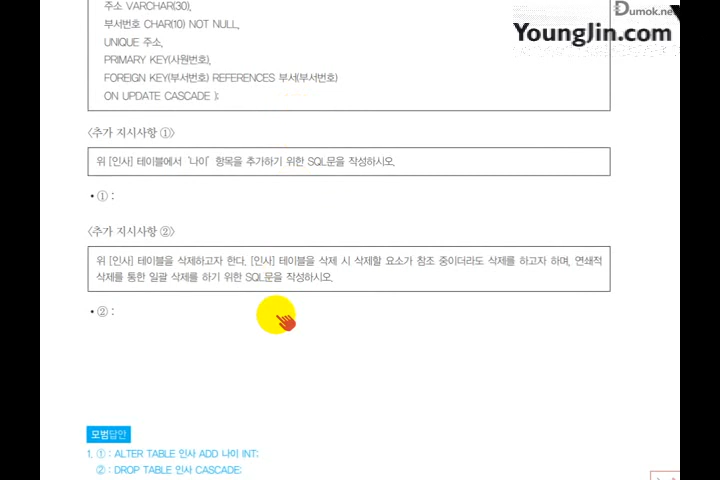 Dumok.ne
YoungJin.com
주소 VARCHAR(30),
부서번호 CHAR(10) NOT NULL,
UNIQUE 주소,
PRIMARY KEY(사원번호),
FOREIGN KEY(부서번호) REFERENCES 부서(부서번호)
ON UPDATE CASCADE );
〈추가 지시사항 ①〉
위 [인사] 테이블에서 '나이' 항목을 추가하기 위한 SQL문을 작성하시오.
• ① :
〈추가 지시사항 ②〉
위 [인사] 테이블을 삭제하고자 한다. [인사] 테이블을 삭제 시 삭제할 요소가 참조 중이더라도 삭제를 하고자 하며, 연쇄적
삭제를 통한 일괄 삭제를 하기 위한 SQL문을 작성하시오.
• ② :
모범답안
1. ① : ALTER TABLE 인사 ADD 나이 INT;
② : DROP TABLE 인사 CASCADE;